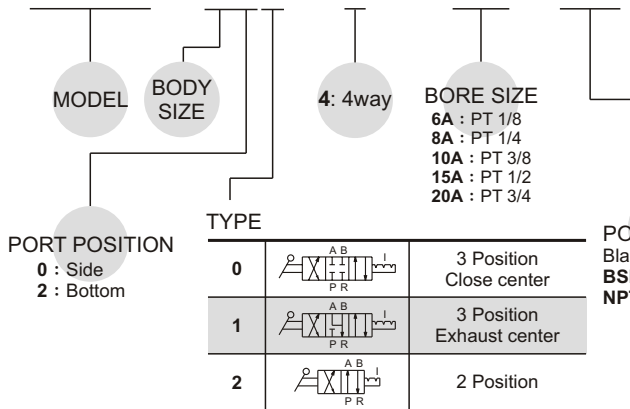 MODEL
BODY
SIZE
4: 4way
BORE SIZE
6A : PT 1/8
8A : PT 1/4
10A : PT 3/8
15A : PT 1/2
20A : PT 3/4
PORT POSITION
0 : Side
2 : Bottom
TYPE
0
A B
P R
3 Position
Close center
1
A B
P R
3 Position
Exhaust center
2
A B
P R
2 Position